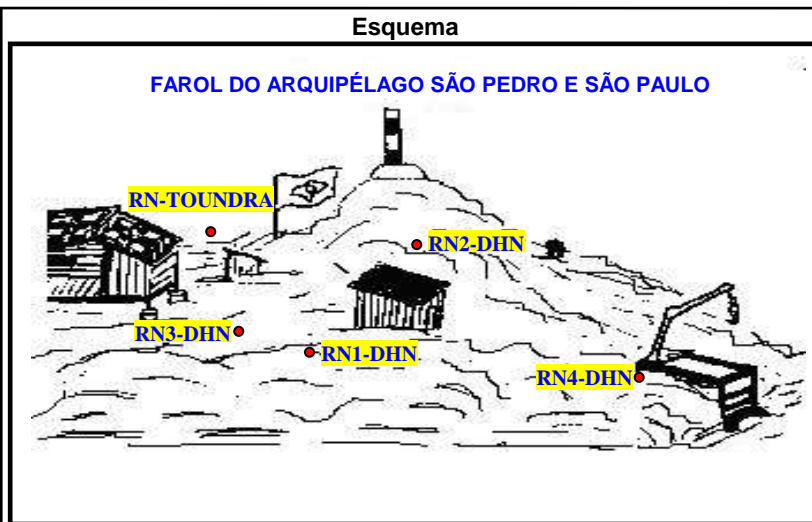 Esquema
FAROL DO ARQUIPÉLAGO SÃO PEDRO E SÃO PAULO
RN-TOUNDRA
RN2-DHN
RN3-DHN
RN1-DHN
RN4-DHN